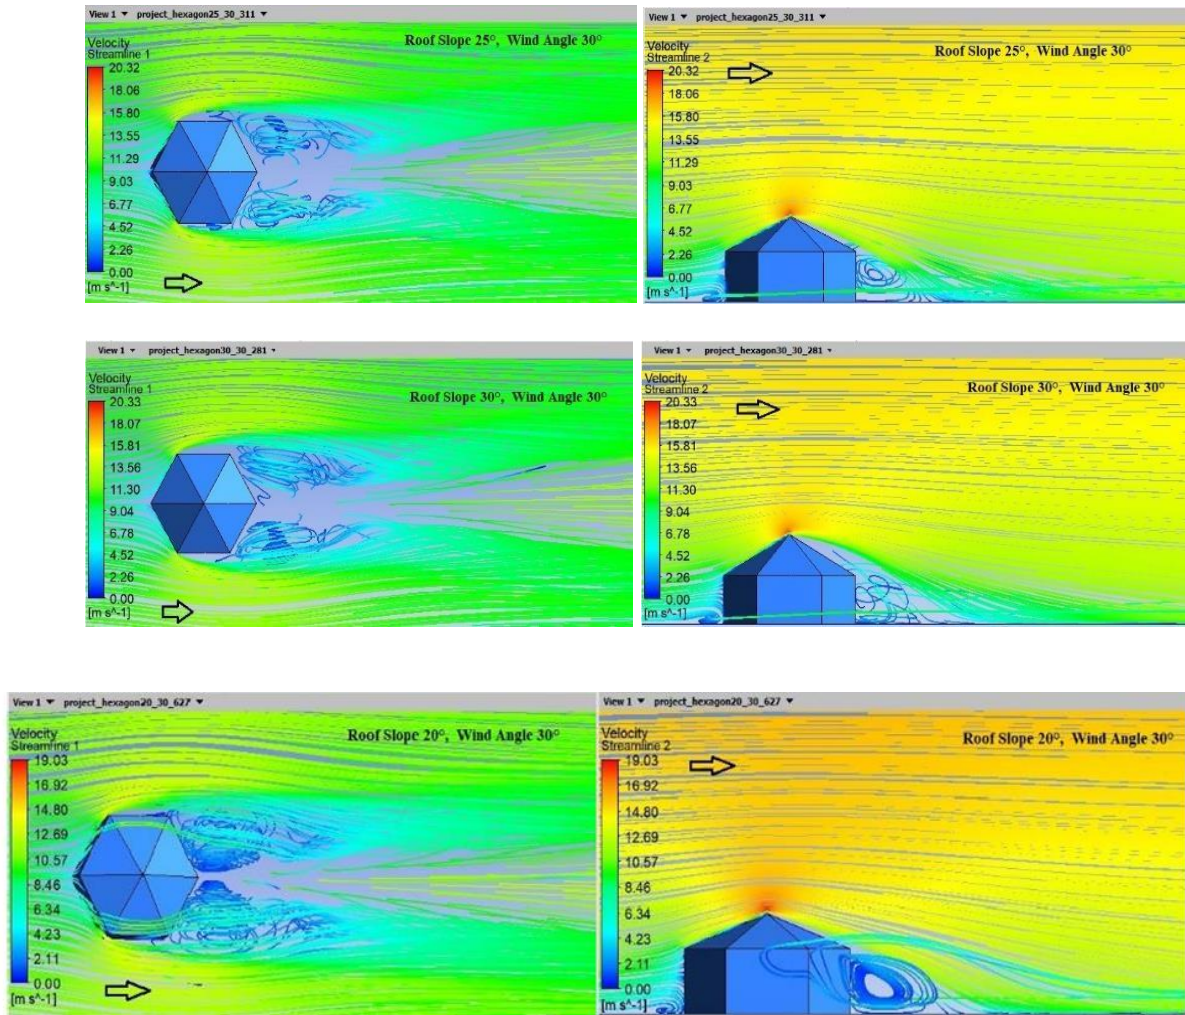 View 1 ▼ project_hexagon25_30_311 ▼
Roof Slope 25°, Wind Angle 30°
Velocity
Streamline 1
20.32
18.06
15.80
13.55
11.29
9.03
6.77
4.52
2.26
0.00
[m s^-1]
View 1 ▼ project_hexagon25_30_311 ▼
Roof Slope 25°, Wind Angle 30°
Velocity
Streamline 2
20.32
18.06
15.80
13.55
11.29
9.03
6.77
4.52
2.26
0.00
[m s^-1]
View 1 ▼ project_hexagon30_30_281 ▼
Roof Slope 30°, Wind Angle 30°
Velocity
Streamline 1
20.33
18.07
15.81
13.56
11.30
9.04
6.78
4.52
2.26
0.00
[m s^-1]
View 1 ▼ project_hexagon30_30_281 ▼
Roof Slope 30°, Wind Angle 30°
Velocity
Streamline 2
20.33
18.07
15.81
13.56
11.30
9.04
6.78
4.52
2.26
0.00
[m s^-1]
View 1 ▼ project_hexagon20_30_627 ▼
Roof Slope 20°, Wind Angle 30°
Velocity
Streamline 1
19.03
16.92
14.80
12.69
10.57
8.46
6.34
4.23
2.11
0.00
[m s^-1]
View 1 ▼ project_hexagon20_30_627 ▼
Roof Slope 20°, Wind Angle 30°
Velocity
Streamline 2
19.03
16.92
14.80
12.69
10.57
8.46
6.34
4.23
2.11
0.00
[m s^-1]